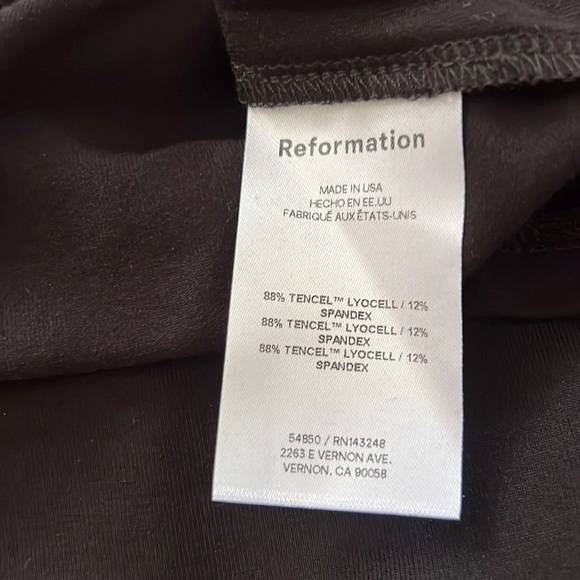 Reformation
MADE IN USA
HECHO EN EE.UU
FABRIQUÉ AUX ÉTATS-UNIS
88% TENCEL™ LYOCELL / 12%
SPANDEX
88% TENCEL™ LYOCELL / 12%
SPANDEX
88% TENCEL™ LYOCELL / 12%
SPANDEX
54850 / RN143248
2263 E VERNON AVE.
VERNON, CA 90058